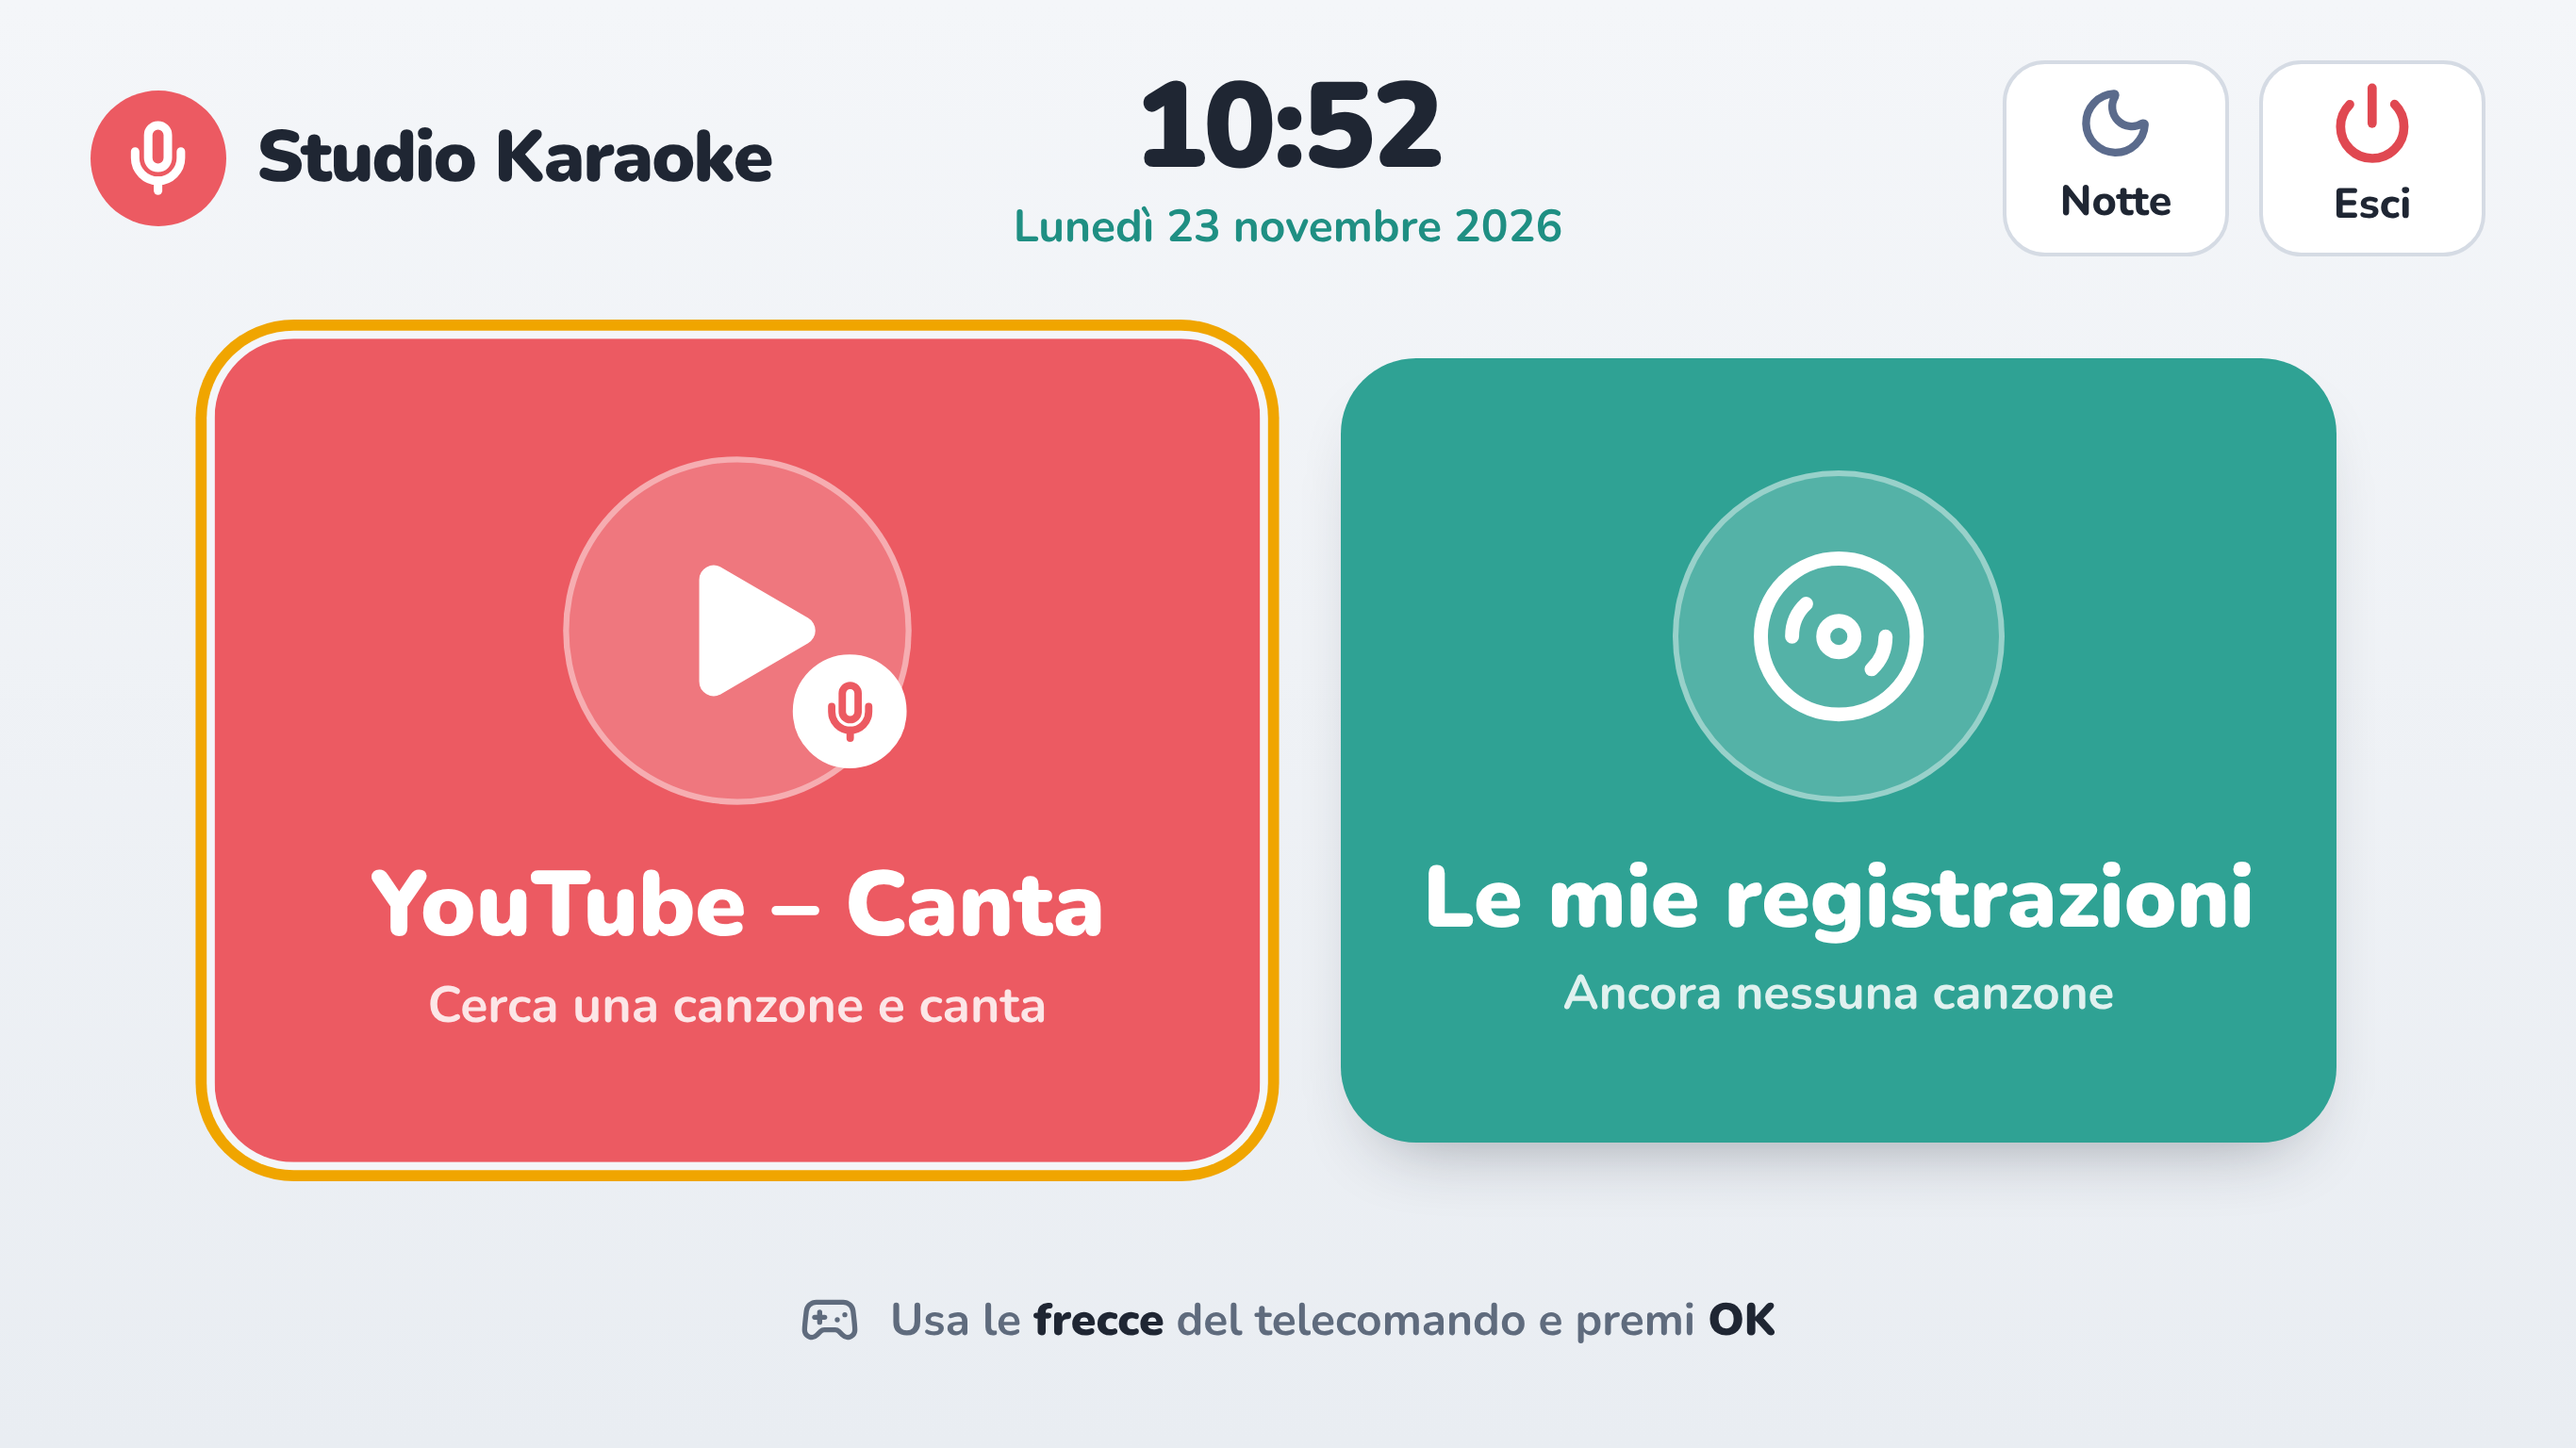 Studio Karaoke
10:52
Lunedì 23 novembre 2026
Notte
Esci
YouTube – Canta
Cerca una canzone e canta
Le mie registrazioni
Ancora nessuna canzone
Usa le frecce del telecomando e premi OK